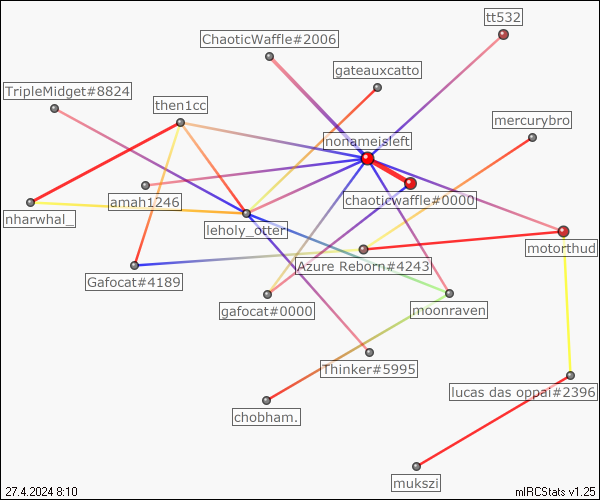 tt532
ChaoticWaffle#2006
gateauxcatto
TripleMidget#8824
then1cc
mercurybro
nonameisleft
amah1246
chaoticwaffle#0000
nharwhal_
leholy_otter
motorthud
Azure Reborn#4243
Gafocat#4189
gafocat#0000
moonraven
Thinker#5995
lucas das oppai#2396
chobham.
mukszi
27.4.2024 8:10
mIRCStats v1.25